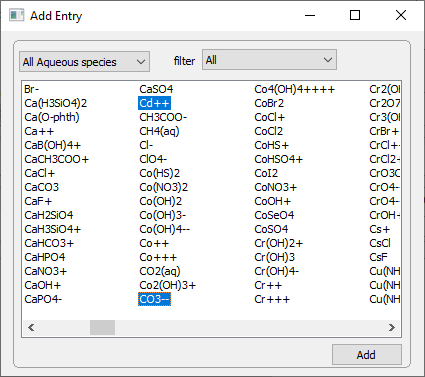 Add Entry
All Aqueous species
filter
All
Br-
Ca(H3SiO4)2
Ca(O-phth)
Ca++
CaB(OH)4+
CaCH3COO+
CaCl+
CaCO3
CaF+
CaH2SiO4
CaH3SiO4+
CaHCO3+
CaHPO4
CaNO3+
CaOH+
CaPO4-
CaSO4
Cd++
CH3COO-
CH4(aq)
Cl-
ClO4-
Co(HS)2
Co(NO3)2
Co(OH)2
Co(OH)3-
Co(OH)4--
Co++
Co+++
CO2(aq)
Co2(OH)3+
CO3--
Co4(OH)4++++
CoBr2
CoCl+
CoCl2
CoHS+
CoHSO4+
CoI2
CoNO3+
CoOH+
CoSeO4
CoSO4
Cr(OH)2+
Cr(OH)3
Cr(OH)4-
Cr++
Cr+++
Cr2(OH
Cr2O7
Cr3(OH
CrBr+
CrCl+-
CrCl2-
CrO3C
CrO4--
CrO4--
CrOH-
Cs+
CsCl
CsF
Cu(NH
Cu(NH
Cu(NH
Add